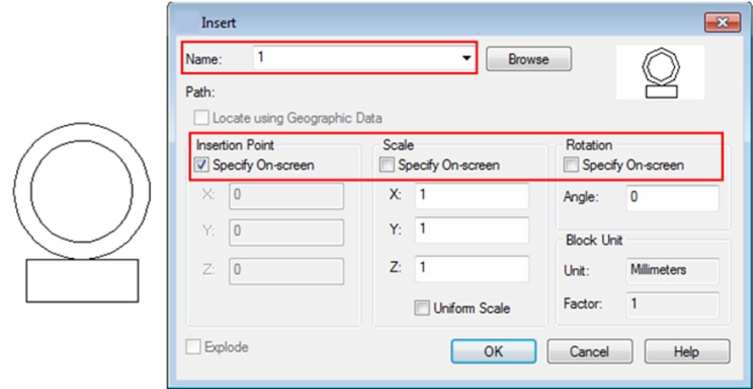 Insert
Name: 1 Browse
Path:
Locate using Geographic Data
Insertion Point Scale Rotation
Specify On-screen Specify On-screen Specify On-screen
X: 0 X: 1 Angle: 0
Y: 0 Y: 1 Block Unit
Z: 0 Z: 1 Unit: Millimeters
Uniform Scale Factor: 1
Explode OK Cancel Help